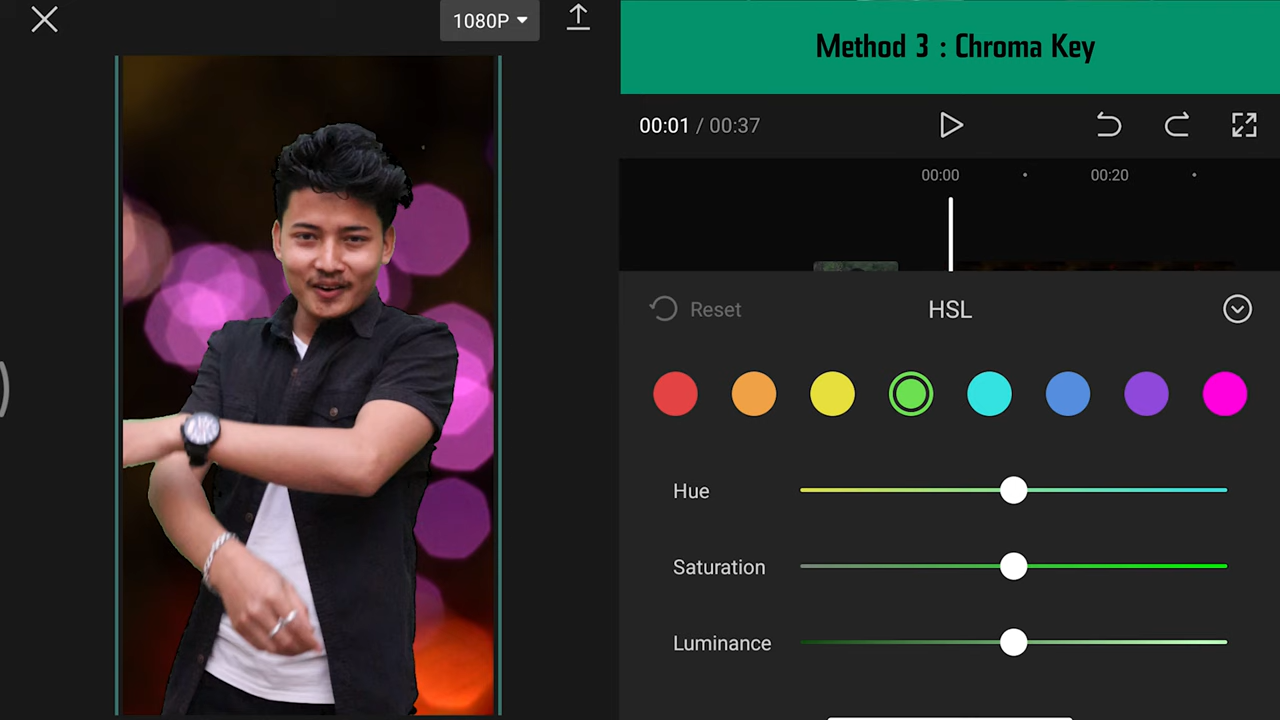 1080P
Method 3 : Chroma Key
00:01 / 00:37
00:00
00:20
Reset
HSL
Hue
Saturation
Luminance